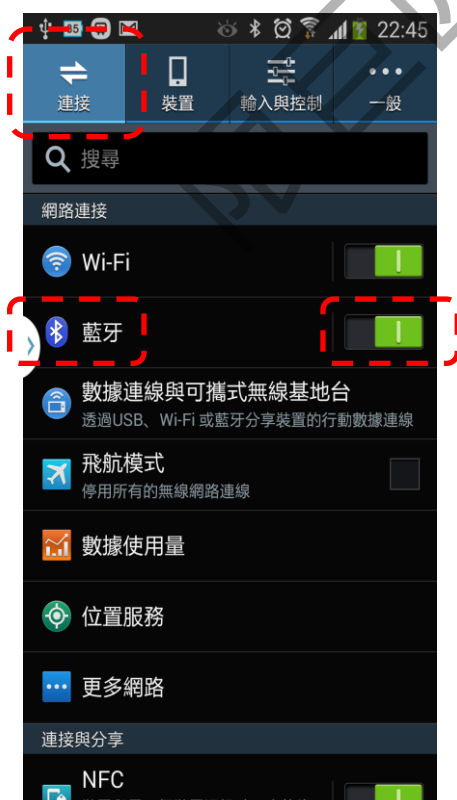 35
22:45
連接
裝置
輸入與控制
一般
搜尋
網路連接
Wi-Fi
藍牙
數據連線與可攜式無線基地台
透過USB、Wi-Fi 或藍牙分享裝置的行動數據連線
飛航模式
停用所有的無線網路連線
數據使用量
位置服務
更多網路
連接與分享
NFC